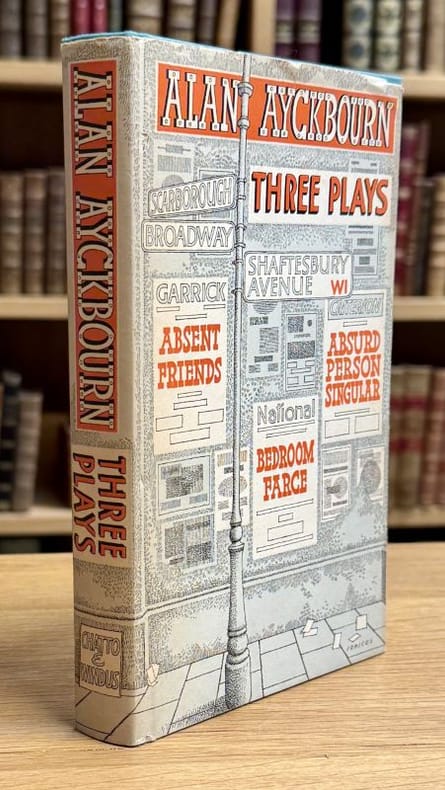 ALAN AYCKBOURN
THREE PLAYS
CHATTO
&
WINDUS
ALAN AYCKBOURN
THREE PLAYS
SCARBOROUGH
BROADWAY
SHAFTESBURY
AVENUE W1
GARRICK
ABSENT
FRIENDS
CRITERION
ABSURD
PERSON
SINGULAR
National
BEDROOM
FARCE